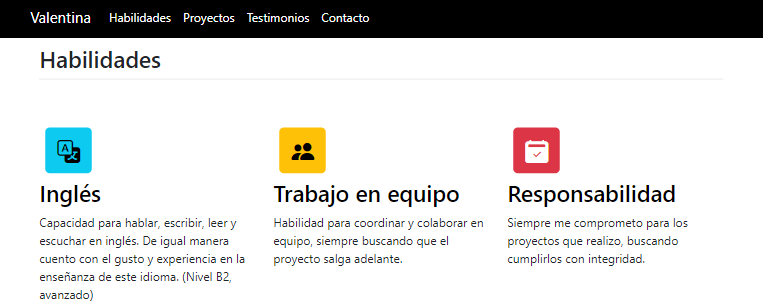 Valentina Habilidades Proyectos Testimonios Contacto
Habilidades
Inglés
Capacidad para hablar, escribir, leer y
escuchar en inglés. De igual manera
cuento con el gusto y experiencia en la
enseñanza de este idioma. (Nivel B2,
avanzado)
Trabajo en equipo
Habilidad para coordinar y colaborar en
equipo, siempre buscando que el
proyecto salga adelante.
Responsabilidad
Siempre me comprometo para los
proyectos que realizo, buscando
cumplirlos con integridad.